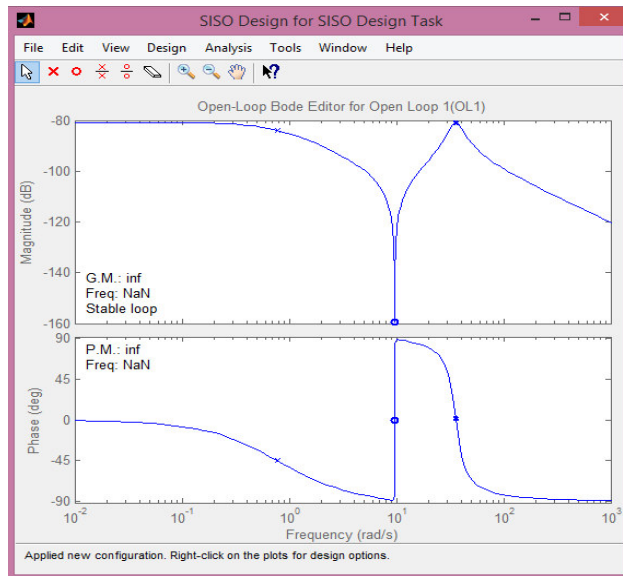 SISO Design for SISO Design Task
File Edit View Design Analysis Tools Window Help
Open-Loop Bode Editor for Open Loop 1(OL1)
-80
-100
-120
-140
-160
Magnitude (dB)
G.M.: inf
Freq: NaN
Stable loop
90
45
0
-45
-90
Phase (deg)
P.M.: inf
Freq: NaN
10^-2 10^-1 10^0 10^1 10^2 10^3
Frequency (rad/s)
Applied new configuration. Right-click on the plots for design options.